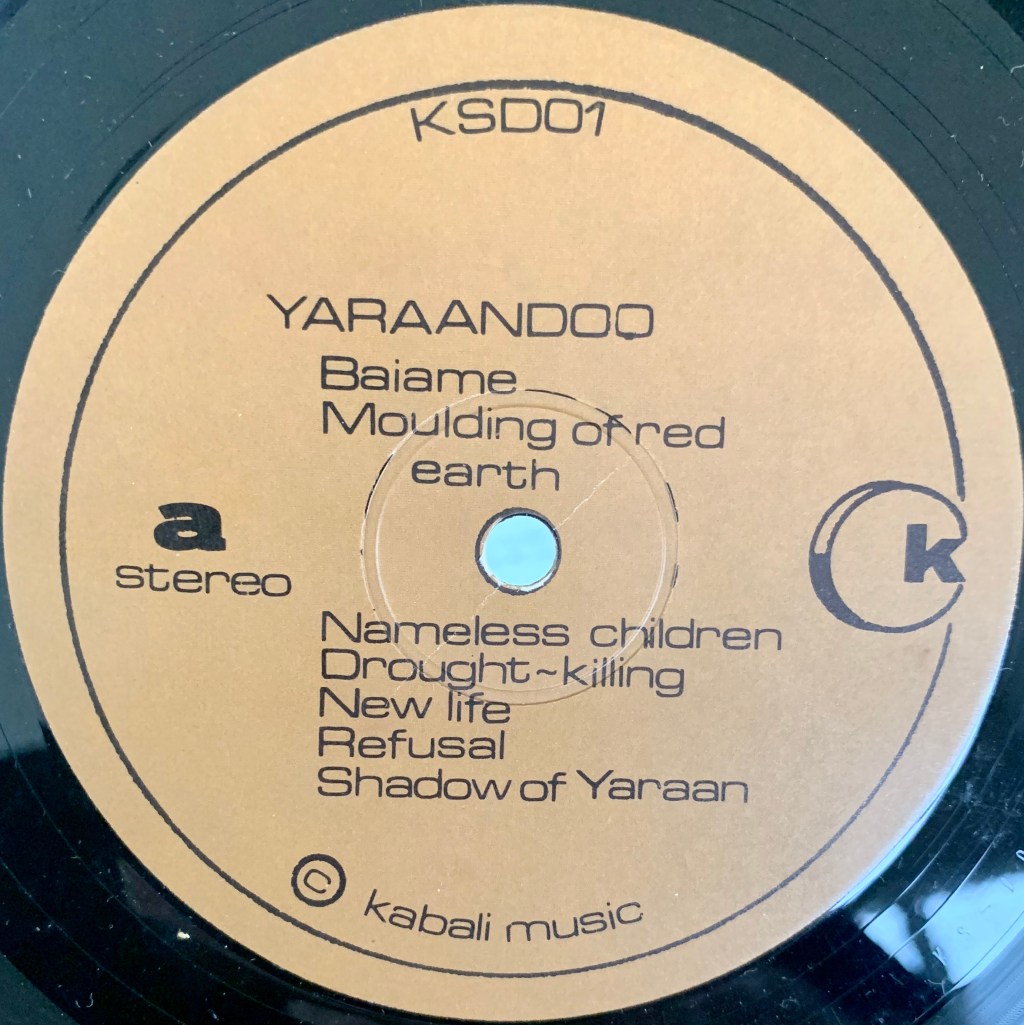 KSD01
YARAANDOO
Baiame
Moulding of red
earth
a
stereo
k
Nameless children
Drought~killing
New life
Refusal
Shadow of Yaraan
© kabali music